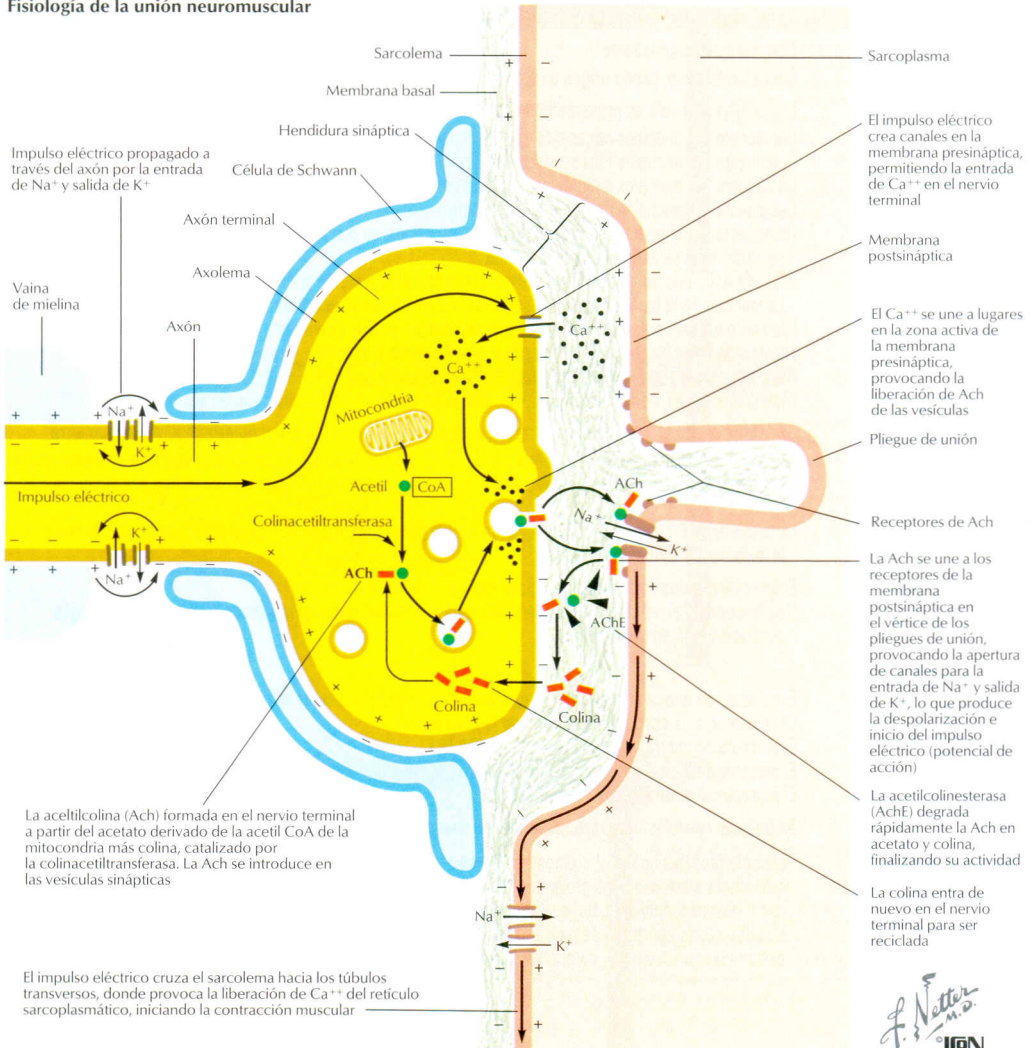 Fisiología de la unión neuromuscular
Sarcolema
Sarcoplasma
Membrana basal
Hendidura sináptica
Célula de Schwann
Axón terminal
Axolema
Axón
Impulso eléctrico propagado a
través del axón por la entrada
de Na⁺ y salida de K⁺
Vaina
de mielina
El impulso eléctrico
crea canales en la
membrana presináptica,
permitiendo la entrada
de Ca⁺⁺ en el nervio
terminal
Membrana
postsináptica
El Ca⁺⁺ se une a lugares
en la zona activa de
la membrana
presináptica,
provocando la
liberación de Ach
de las vesículas
Pliegue de unión
Receptores de Ach
La Ach se une a los
receptores de la
membrana
postsináptica en
el vértice de los
pliegues de unión,
provocando la apertura
de canales para la
entrada de Na⁺ y salida
de K⁺, lo que produce
la despolarización e
inicio del impulso
eléctrico (potencial de
acción)
La acetilcolinesterasa
(AchE) degrada
rápidamente la Ach en
acetato y colina,
finalizando su actividad
La colina entra de
nuevo en el nervio
terminal para ser
reciclada
Na⁺
K⁺
Impulso eléctrico
K⁺
Na⁺
Ca⁺⁺
Ca⁺⁺
Mitocondria
Acetil CoA
Colinacetiltransferasa
ACh
Colina
ACh
Na⁺
K⁺
AChE
Colina
La aceltilcolina (Ach) formada en el nervio terminal
a partir del acetato derivado de la acetil CoA de la
mitocondria más colina, catalizado por
la colinacetiltransferasa. La Ach se introduce en
las vesículas sinápticas
Na⁺
K⁺
El impulso eléctrico cruza el sarcolema hacia los túbulos
transversos, donde provoca la liberación de Ca⁺⁺ del retículo
sarcoplasmático, iniciando la contracción muscular
F. Netter
M.D.
© ICON